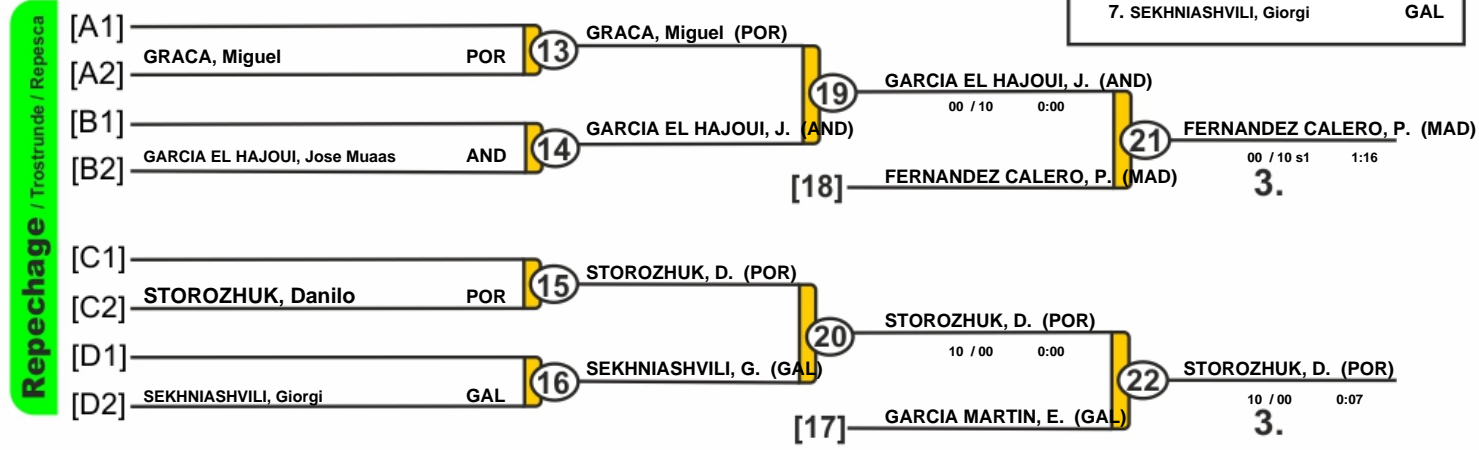 7. SEKHNIASHVILI, Giorgi GAL
Repechage / Trostrunde / Repesca
[A1]
GRACA, Miguel POR
[A2]
13
GRACA, Miguel (POR)
[B1]
GARCIA EL HAJOUI, Jose Muaas AND
[B2]
14
GARCIA EL HAJOUI, J. (AND)
19
GARCIA EL HAJOUI, J. (AND)
00 / 10 0:00
[18]
FERNANDEZ CALERO, P. (MAD)
21
FERNANDEZ CALERO, P. (MAD)
00 / 10 s1 1:16
3.
[C1]
STOROZHUK, Danilo POR
[C2]
15
STOROZHUK, D. (POR)
[D1]
SEKHNIASHVILI, Giorgi GAL
[D2]
16
SEKHNIASHVILI, G. (GAL)
20
STOROZHUK, D. (POR)
10 / 00 0:00
[17]
GARCIA MARTIN, E. (GAL)
22
STOROZHUK, D. (POR)
10 / 00 0:07
3.